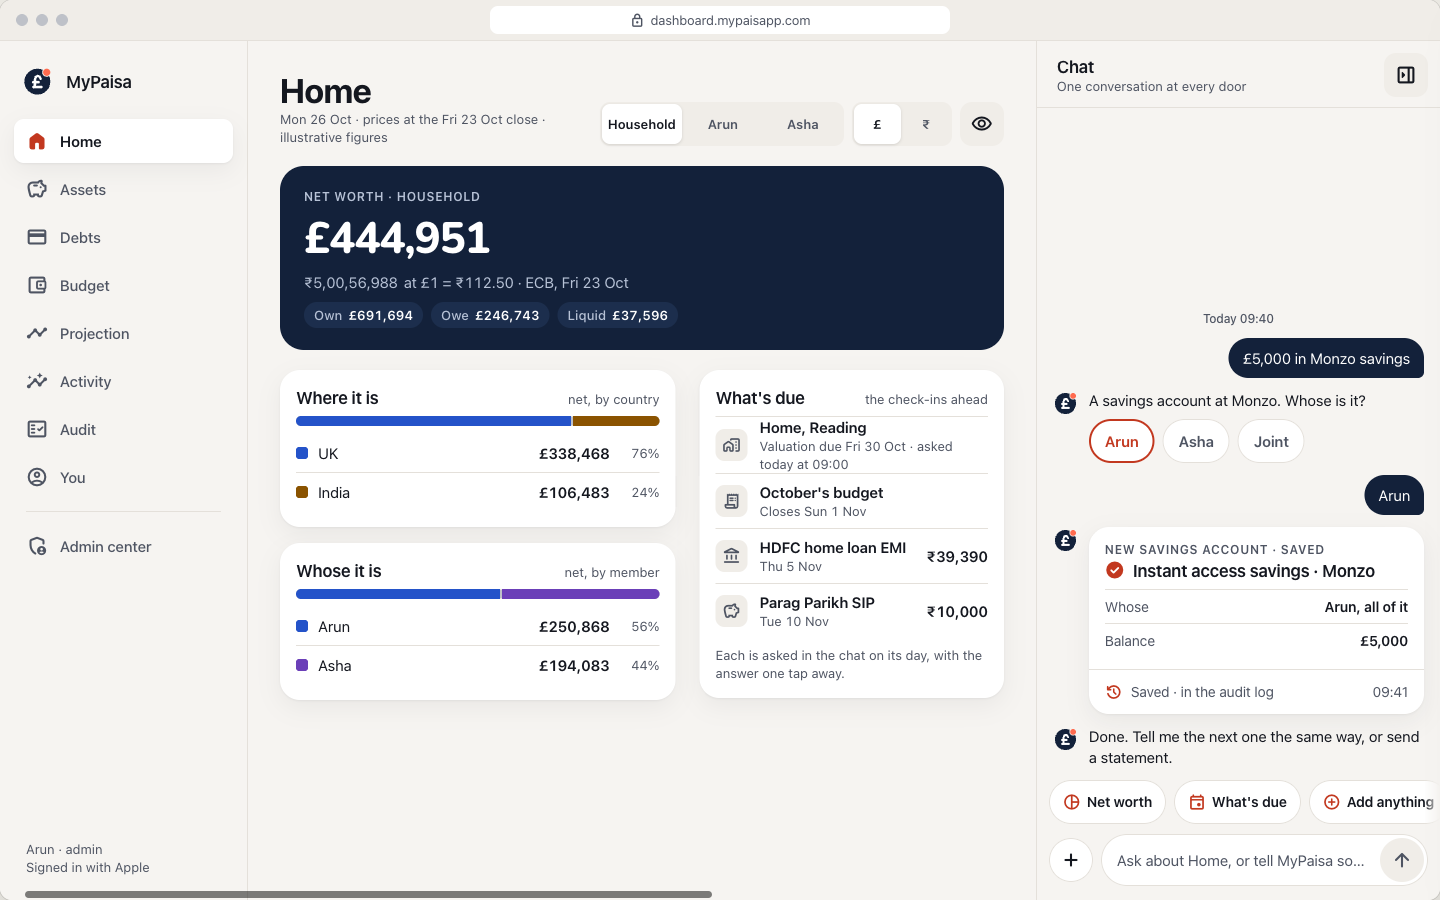 dashboard.mypaisapp.com
£
MyPaisa
Home
Assets
Debts
Budget
Projection
Activity
Audit
You
Admin center
Arun · admin
Signed in with Apple
Home
Mon 26 Oct · prices at the Fri 23 Oct close ·
illustrative figures
Household Arun Asha
£ ₹
NET WORTH · HOUSEHOLD
£444,951
₹5,00,56,988 at £1 = ₹112.50 · ECB, Fri 23 Oct
Own £691,694 Owe £246,743 Liquid £37,596
Where it is net, by country
UK £338,468 76%
India £106,483 24%
Whose it is net, by member
Arun £250,868 56%
Asha £194,083 44%
What's due the check-ins ahead
Home, Reading
Valuation due Fri 30 Oct · asked
today at 09:00
October's budget
Closes Sun 1 Nov
HDFC home loan EMI ₹39,390
Thu 5 Nov
Parag Parikh SIP ₹10,000
Tue 10 Nov
Each is asked in the chat on its day, with the
answer one tap away.
Chat
One conversation at every door
Today 09:40
£5,000 in Monzo savings
£
A savings account at Monzo. Whose is it?
Arun Asha Joint
Arun
£
NEW SAVINGS ACCOUNT · SAVED
Instant access savings · Monzo
Whose Arun, all of it
Balance £5,000
Saved · in the audit log 09:41
£
Done. Tell me the next one the same way, or send
a statement.
Net worth What's due Add anything
Ask about Home, or tell MyPaisa so...